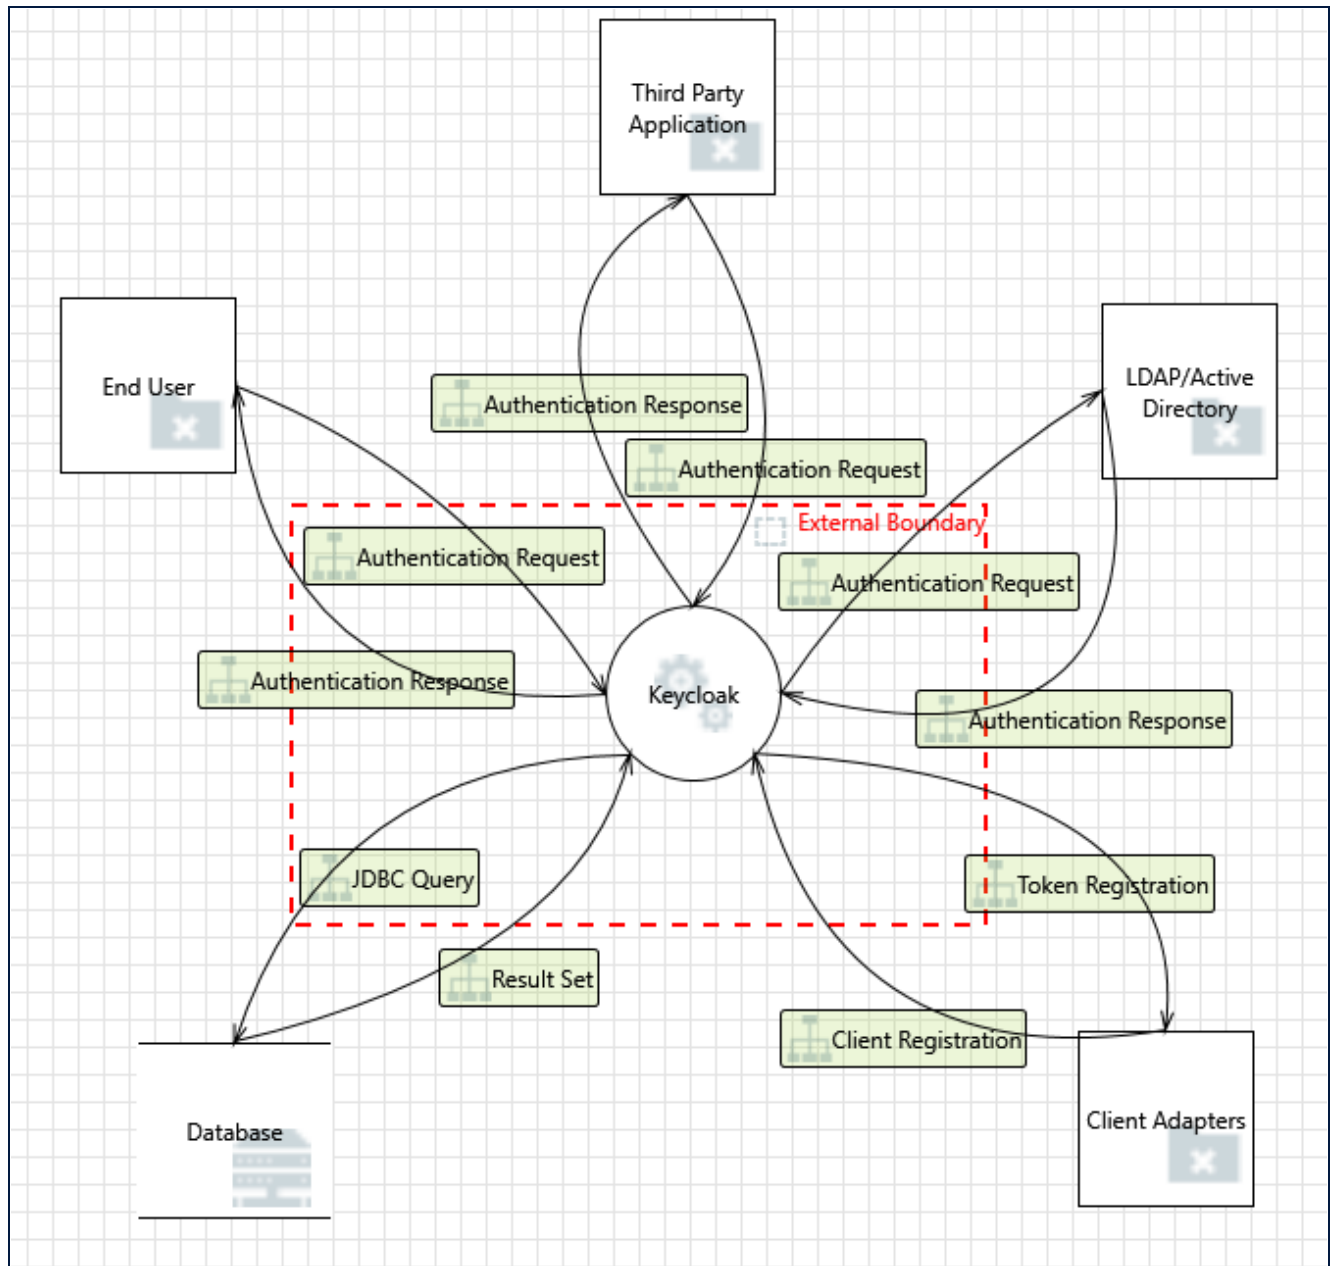 Third Party
Application
End User
LDAP/Active
Directory
Authentication Response
Authentication Request
External Boundary
Authentication Request
Authentication Request
Authentication Response
Keycloak
Authentication Response
JDBC Query
Token Registration
Result Set
Client Registration
Database
Client Adapters